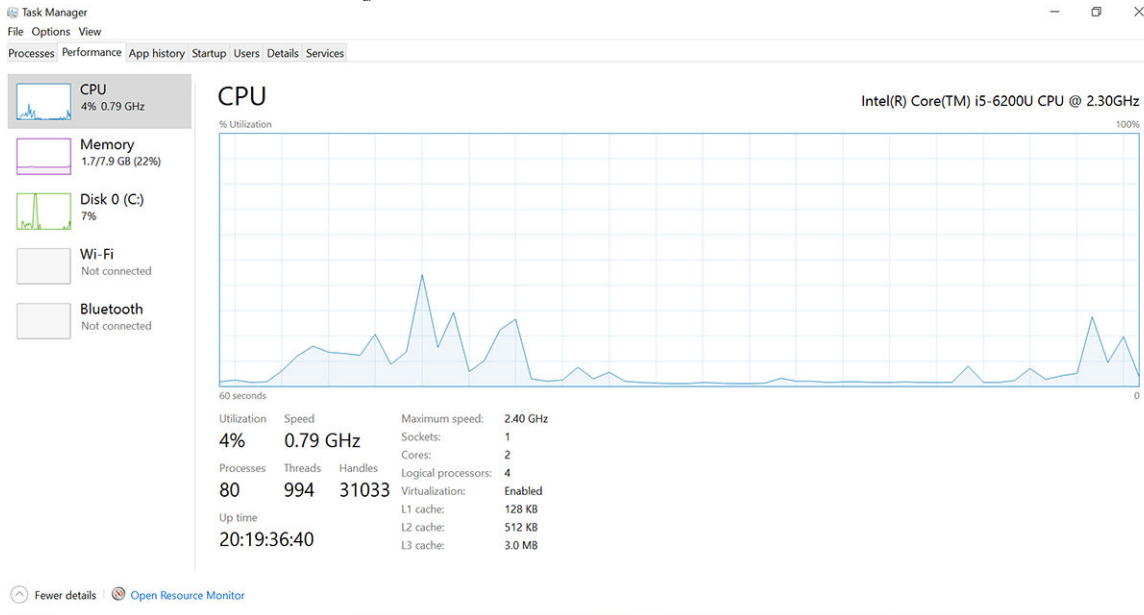 Task Manager
File Options View
Processes Performance App history Startup Users Details Services
CPU
4% 0.79 GHz
Memory
1.7/7.9 GB (22%)
Disk 0 (C:)
7%
Wi-Fi
Not connected
Bluetooth
Not connected
CPU
Intel(R) Core(TM) i5-6200U CPU @ 2.30GHz
% Utilization 100%
60 seconds 0
Utilization Speed
4% 0.79 GHz
Processes Threads Handles
80 994 31033
Up time
20:19:36:40
Maximum speed: 2.40 GHz
Sockets: 1
Cores: 2
Logical processors: 4
Virtualization: Enabled
L1 cache: 128 KB
L2 cache: 512 KB
L3 cache: 3.0 MB
Fewer details Open Resource Monitor